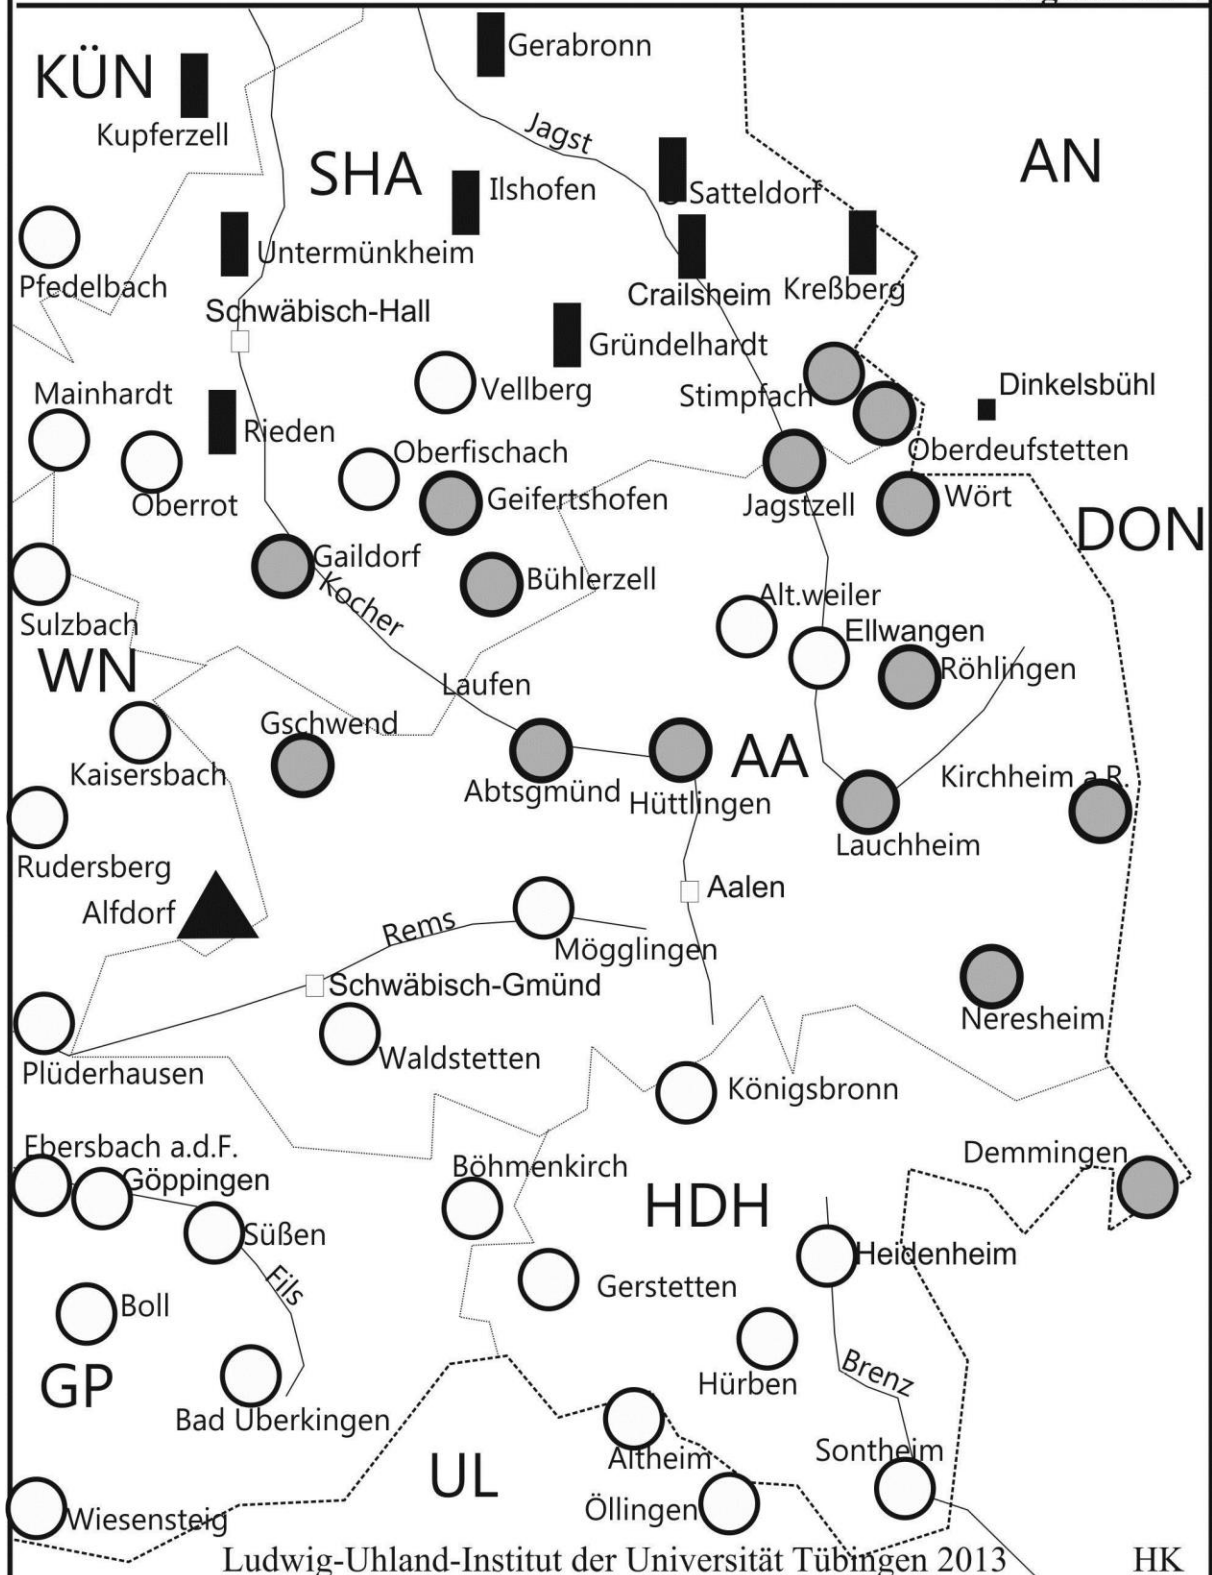 KÜN
Gerabronn
Kupferzell
Jagst
SHA
AN
Ilshofen
Satteldorf
Untermünkheim
Pfedelbach
Crailsheim
Kreßberg
Schwäbisch-Hall
Gründelhardt
Mainhardt
Vellberg
Stimpfach
Dinkelsbühl
Rieden
Oberfischach
Oberdeufstetten
Oberrot
Geifertshofen
Jagstzell
Wört
DON
Gaildorf
Kocher
Bühlerzell
Alt.weiler
Sulzbach
Ellwangen
WN
Laufen
Röhlingen
Gschwend
AA
Kaisersbach
Abtsgmünd
Hüttlingen
Kirchheim a.R.
Lauchheim
Rudersberg
Aalen
Alfdorf
Rems
Mögglingen
Schwäbisch-Gmünd
Neresheim
Waldstetten
Plüderhausen
Königsbronn
Ebersbach a.d.F.
Göppingen
Böhmenkirch
Demmingen
HDH
Süßen
Heidenheim
Fils
Gerstetten
Boll
GP
Hürben
Brenz
Bad Uberkingen
Altheim
Sontheim
UL
Öllingen
Wiesensteig
Ludwig-Uhland-Institut der Universität Tübingen 2013 HK